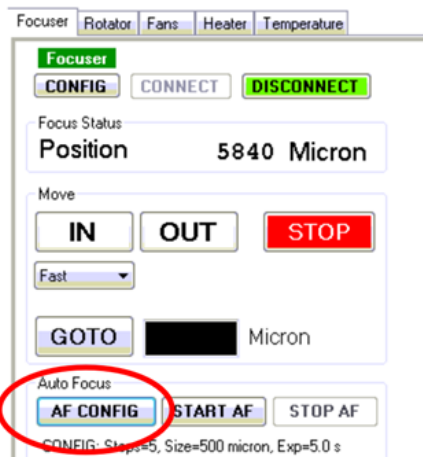 Focuser Rotator Fans Heater Temperature
Focuser
CONFIG CONNECT DISCONNECT
Focus Status
Position 5840 Micron
Move
IN OUT STOP
Fast
GOTO Micron
Auto Focus
AF CONFIG START AF STOP AF
CONFIG: Steps=5, Size=500 micron, Exp=5.0 s